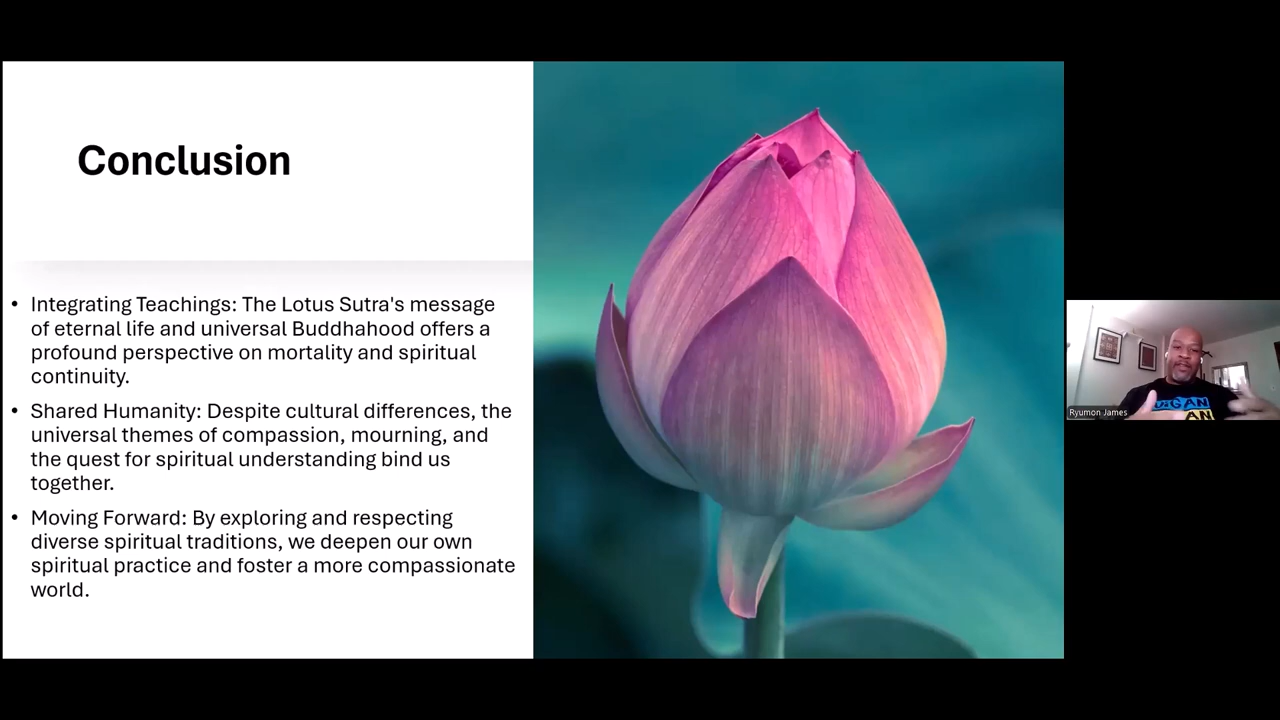 Conclusion
• Integrating Teachings: The Lotus Sutra's message
of eternal life and universal Buddhahood offers a
profound perspective on mortality and spiritual
continuity.
• Shared Humanity: Despite cultural differences, the
universal themes of compassion, mourning, and
the quest for spiritual understanding bind us
together.
• Moving Forward: By exploring and respecting
diverse spiritual traditions, we deepen our own
spiritual practice and foster a more compassionate
world.
Ryumon James